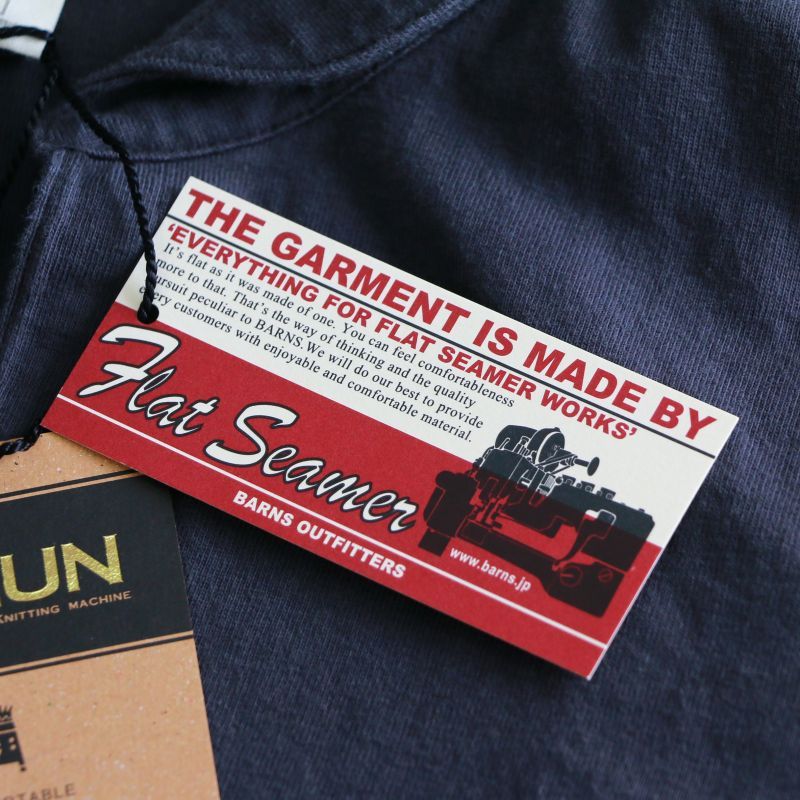 THE GARMENT IS MADE BY
'EVERYTHING FOR FLAT SEAMER WORKS'
It's flat as it was made of one. You can feel comfortableness
more to that. That's the way of thinking and the quality
pursuit peculiar to BARNS. We will do our best to provide
every customers with enjoyable and comfortable material.
Flat Seamer
BARNS OUTFITTERS
www.barns.jp
UN
KNITTING MACHINE